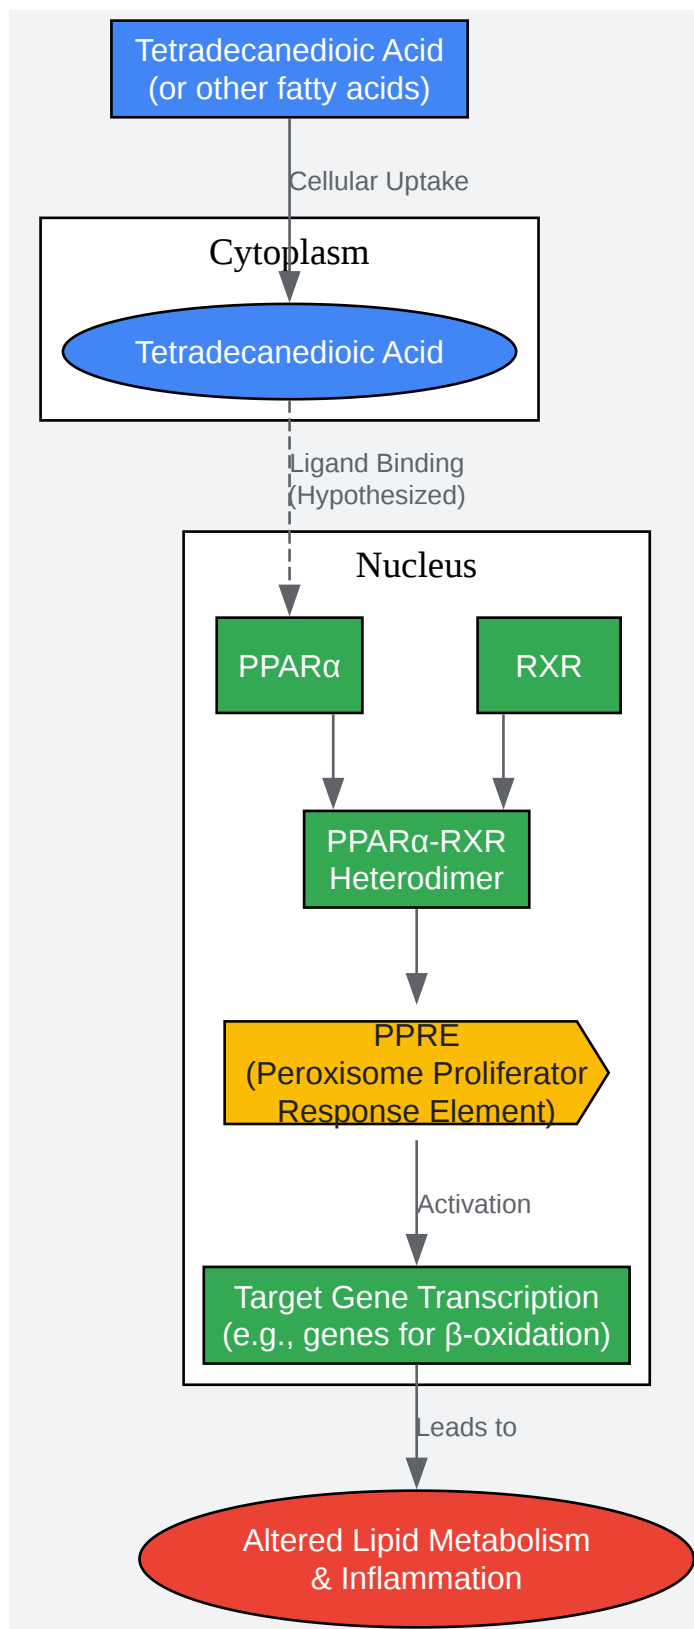 Tetradecanedioic Acid
(or other fatty acids)
Cellular Uptake
Cytoplasm
Tetradecanedioic Acid
Ligand Binding
(Hypothesized)
Nucleus
PPARα
RXR
PPARα-RXR
Heterodimer
PPRE
(Peroxisome Proliferator
Response Element)
Activation
Target Gene Transcription
(e.g., genes for β-oxidation)
Leads to
Altered Lipid Metabolism
& Inflammation